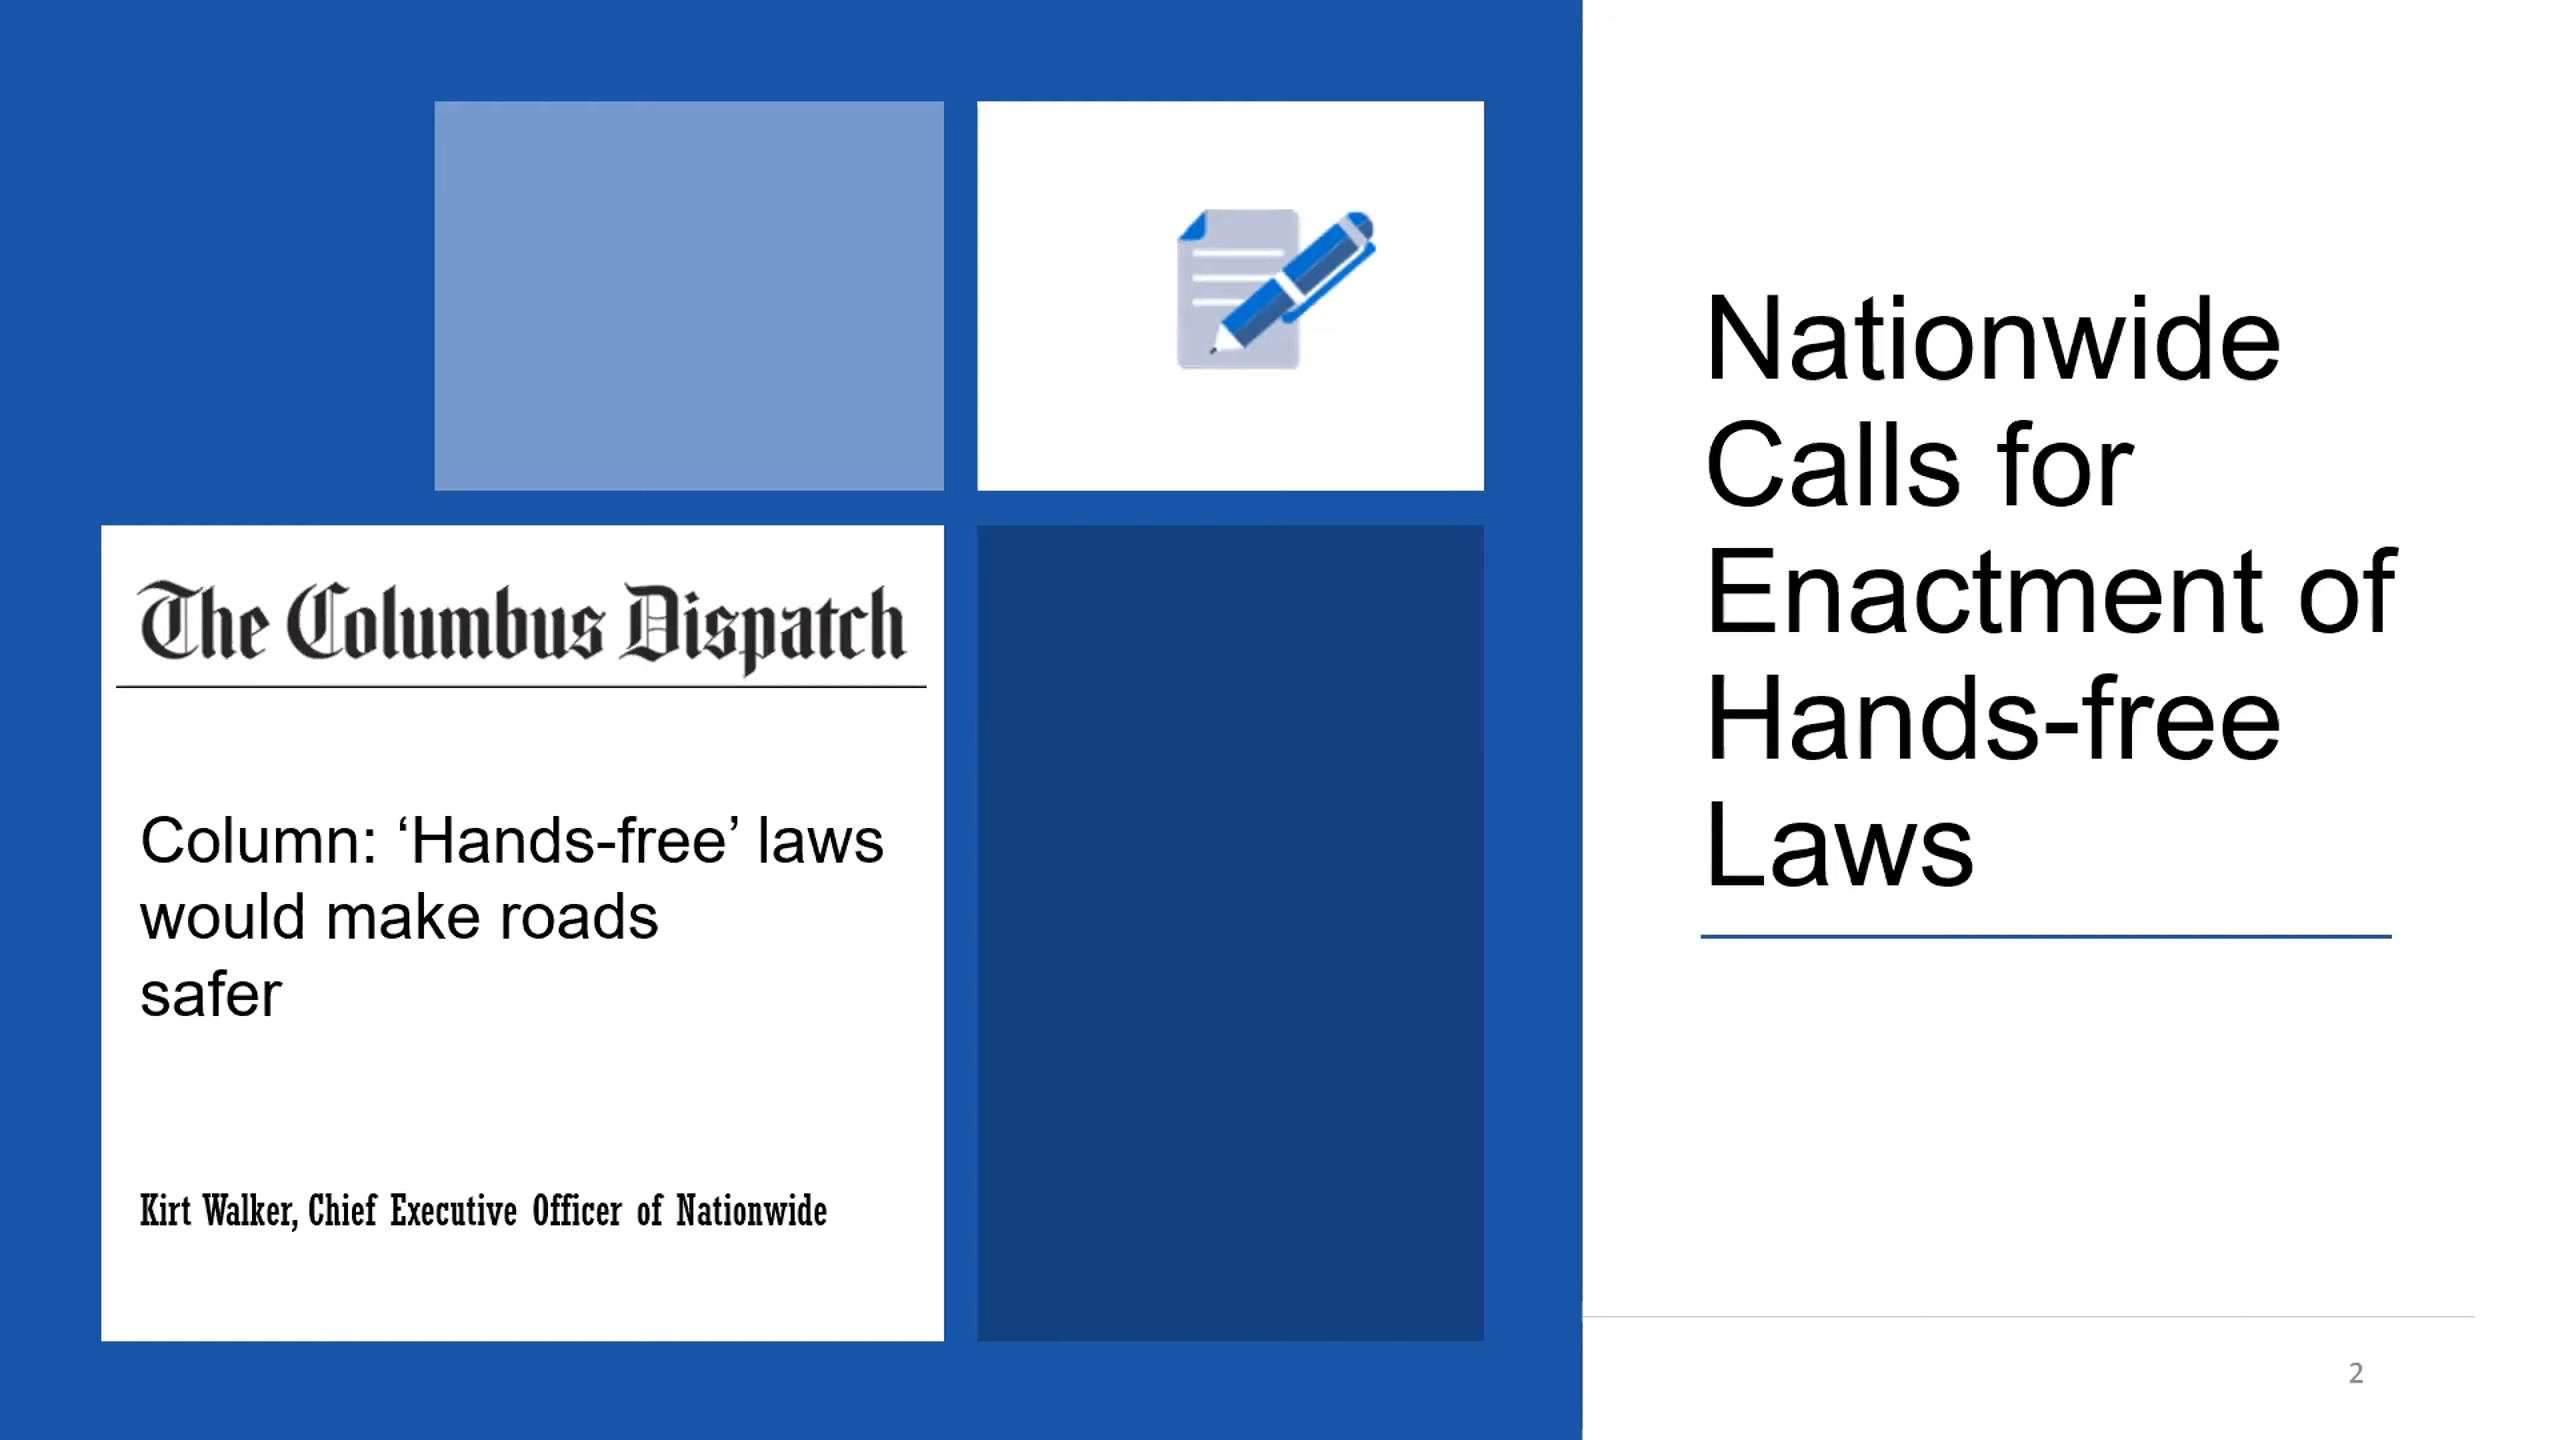 The Columbus Dispatch
Column: ‘Hands-free’ laws
would make roads
safer
Kirt Walker, Chief Executive Officer of Nationwide
Nationwide
Calls for
Enactment of
Hands-free
Laws
2